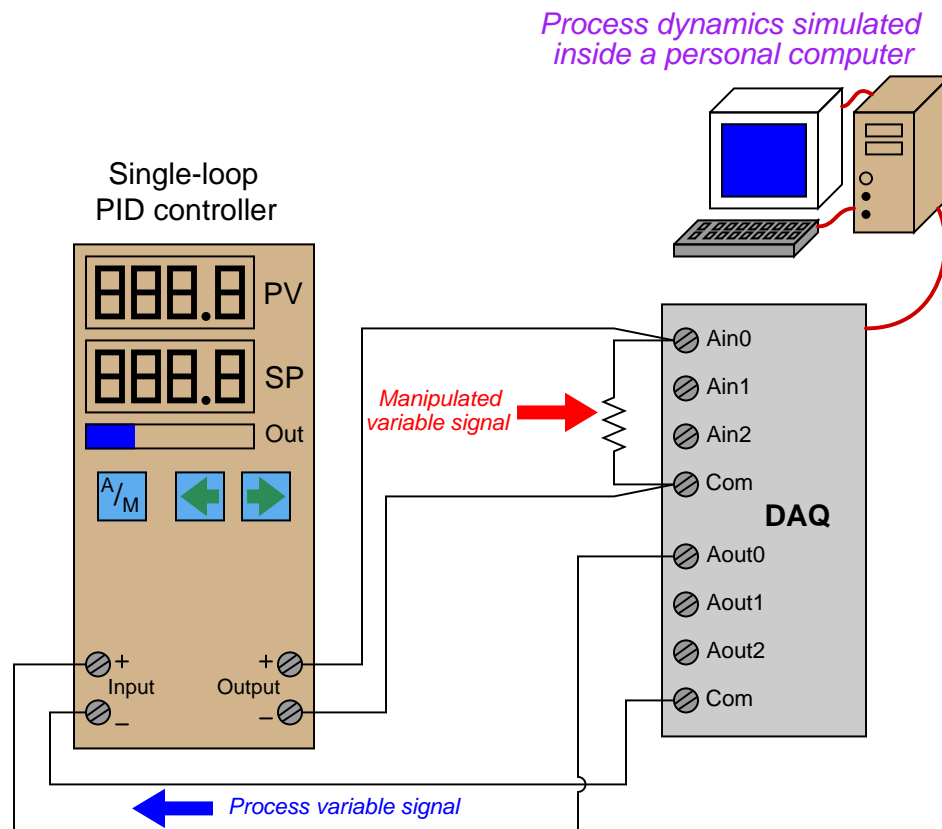 Process dynamics simulated
inside a personal computer
Single-loop
PID controller
888.8 PV
888.8 SP
Out
A/M
Manipulated
variable signal
Ain0
Ain1
Ain2
Com
DAQ
Aout0
Aout1
Aout2
Com
+ +
Input Output
– –
Process variable signal